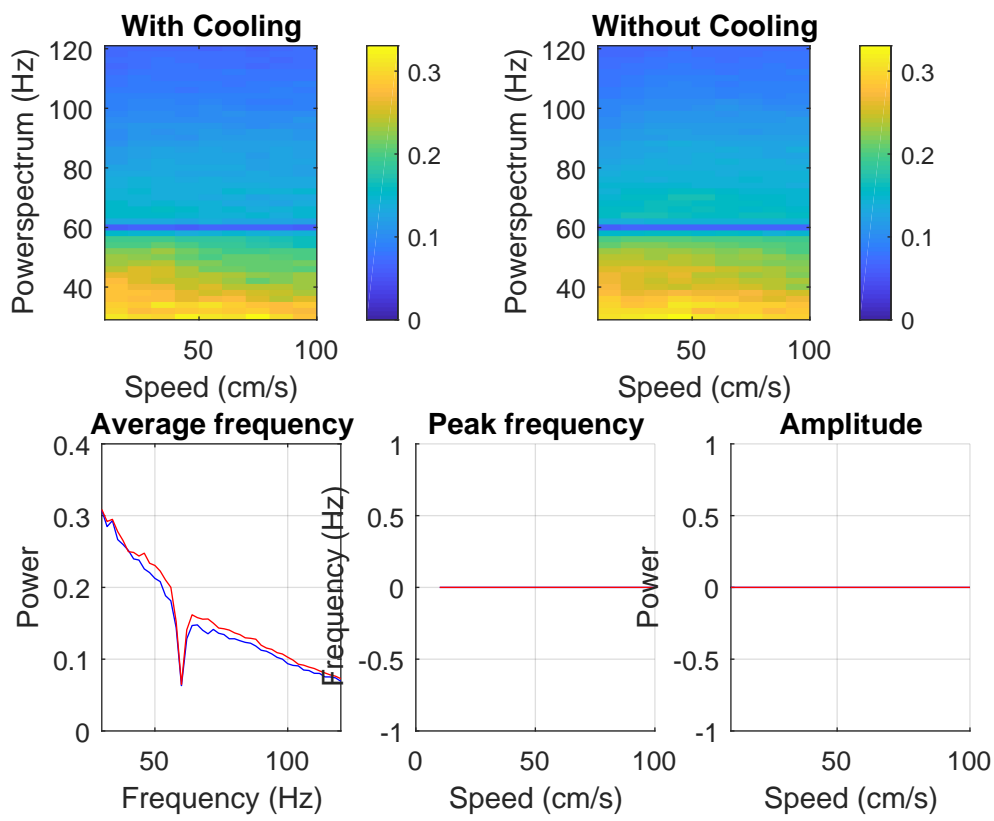 With Cooling
Without Cooling
Powerspectrum (Hz)
120
100
80
60
40
50
100
Speed (cm/s)
0.3
0.2
0.1
0
Powerspectrum (Hz)
120
100
80
60
40
50
100
Speed (cm/s)
0.3
0.2
0.1
0
Average frequency
Power
0.4
0.3
0.2
0.1
0
50
100
Frequency (Hz)
Peak frequency
Frequency (Hz)
1
0.5
0
-0.5
-1
0
50
100
Speed (cm/s)
Amplitude
Power
1
0.5
0
-0.5
-1
50
100
Speed (cm/s)